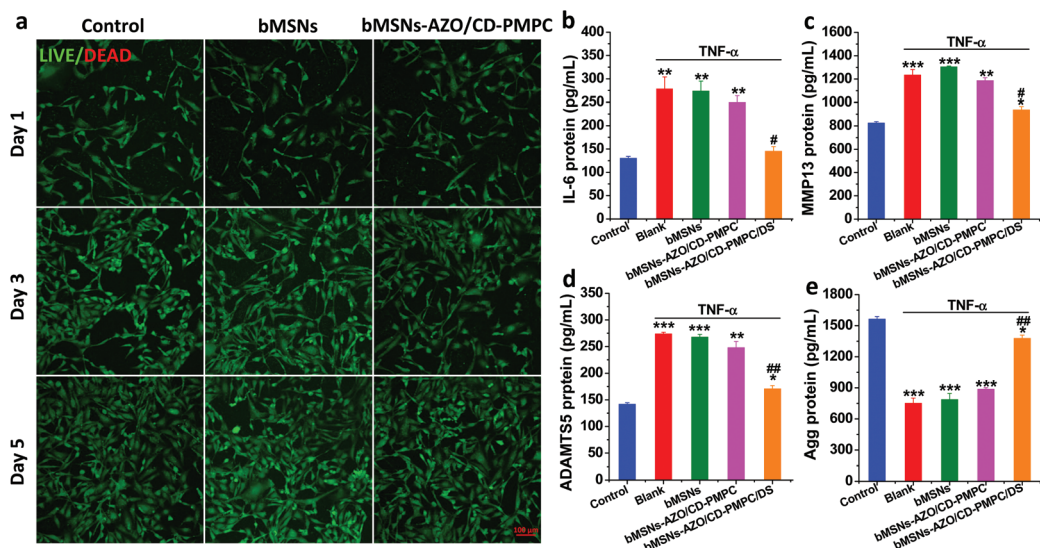 a
Control
bMSNs
bMSNs-AZO/CD-PMPC
LIVE/DEAD
Day 1
Day 3
Day 5
100 μm
b
IL-6 protein (pg/mL)
350
300
250
200
150
100
50
0
TNF-α
**
**
**
#
Control
Blank
bMSNs
bMSNs-AZO/CD-PMPC
bMSNs-AZO/CD-PMPC/DS
c
MMP13 protein (pg/mL)
1600
1400
1200
1000
800
600
400
200
0
TNF-α
***
***
**
#
*
Control
Blank
bMSNs
bMSNs-AZO/CD-PMPC
bMSNs-AZO/CD-PMPC/DS
d
ADAMTS5 prptein (pg/mL)
350
300
250
200
150
100
50
0
TNF-α
***
***
**
##
*
Control
Blank
bMSNs
bMSNs-AZO/CD-PMPC
bMSNs-AZO/CD-PMPC/DS
e
Agg protein (pg/mL)
1800
1500
1200
900
600
300
0
TNF-α
***
***
***
##
*
Control
Blank
bMSNs
bMSNs-AZO/CD-PMPC
bMSNs-AZO/CD-PMPC/DS